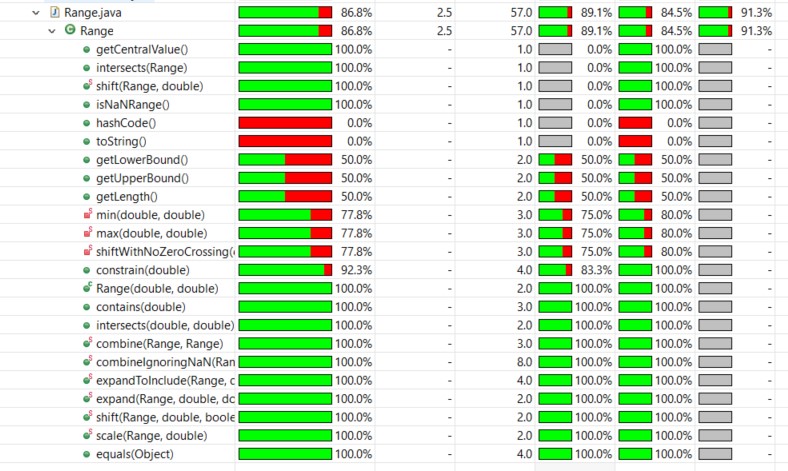 Range.java 86.8% 2.5 57.0 89.1% 84.5% 91.3%
Range 86.8% 2.5 57.0 89.1% 84.5% 91.3%
getCentralValue() 100.0% - 1.0 0.0% 100.0% -
intersects(Range) 100.0% - 1.0 0.0% 100.0% -
shift(Range, double) 100.0% - 1.0 0.0% 100.0% -
isNaNRange() 100.0% - 1.0 0.0% 100.0% -
hashCode() 0.0% - 1.0 0.0% 0.0% -
toString() 0.0% - 1.0 0.0% 0.0% -
getLowerBound() 50.0% - 2.0 50.0% 50.0% -
getUpperBound() 50.0% - 2.0 50.0% 50.0% -
getLength() 50.0% - 2.0 50.0% 50.0% -
min(double, double) 77.8% - 3.0 75.0% 80.0% -
max(double, double) 77.8% - 3.0 75.0% 80.0% -
shiftWithNoZeroCrossing( 77.8% - 3.0 75.0% 80.0% -
constrain(double) 92.3% - 4.0 83.3% 100.0% -
Range(double, double) 100.0% - 2.0 100.0% 100.0% -
contains(double) 100.0% - 3.0 100.0% 100.0% -
intersects(double, double) 100.0% - 2.0 100.0% 100.0% -
combine(Range, Range) 100.0% - 3.0 100.0% 100.0% -
combineIgnoringNaN(Ran 100.0% - 8.0 100.0% 100.0% -
expandToInclude(Range, c 100.0% - 4.0 100.0% 100.0% -
expand(Range, double, dc 100.0% - 2.0 100.0% 100.0% -
shift(Range, double, boole 100.0% - 2.0 100.0% 100.0% -
scale(Range, double) 100.0% - 2.0 100.0% 100.0% -
equals(Object) 100.0% - 4.0 100.0% 100.0% -